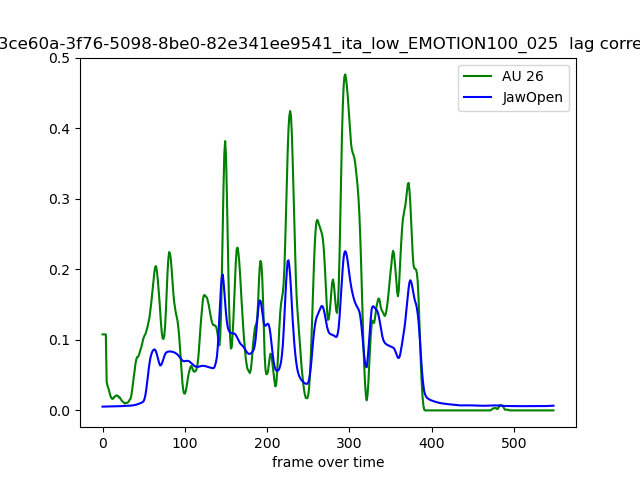 3ce60a-3f76-5098-8be0-82e341ee9541_ita_low_EMOTION100_025 lag corre
AU 26
JawOpen
0.5
0.4
0.3
0.2
0.1
0.0
0 100 200 300 400 500
frame over time